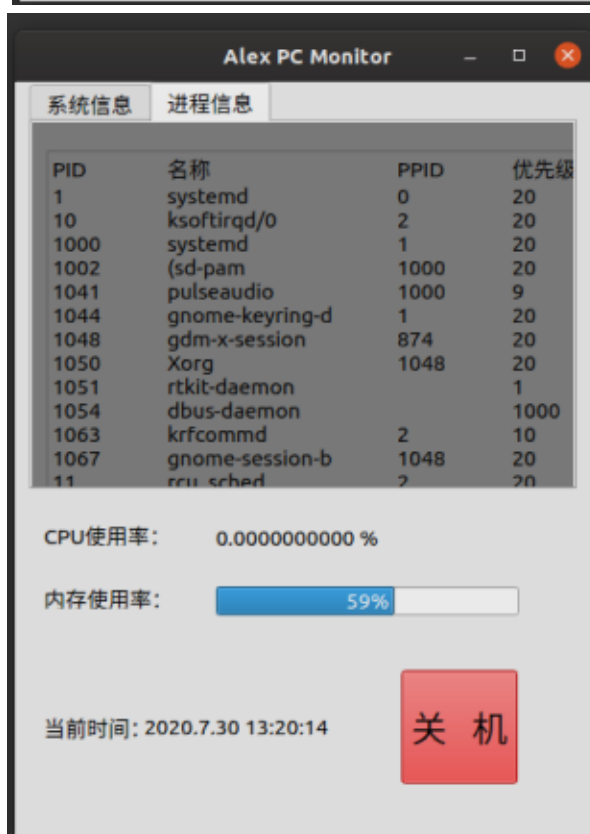 Alex PC Monitor
系统信息 进程信息
PID 名称 PPID 优先级
1 systemd 0 20
10 ksoftirqd/0 2 20
1000 systemd 1 20
1002 (sd-pam 1000 20
1041 pulseaudio 1000 9
1044 gnome-keyring-d 1 20
1048 gdm-x-session 874 20
1050 Xorg 1048 20
1051 rtkit-daemon 1
1054 dbus-daemon 1000
1063 krfcommd 2 10
1067 gnome-session-b 1048 20
11 rcu_sched 2 20
CPU使用率： 0.0000000000 %
内存使用率： 59%
当前时间：2020.7.30 13:20:14
关 机